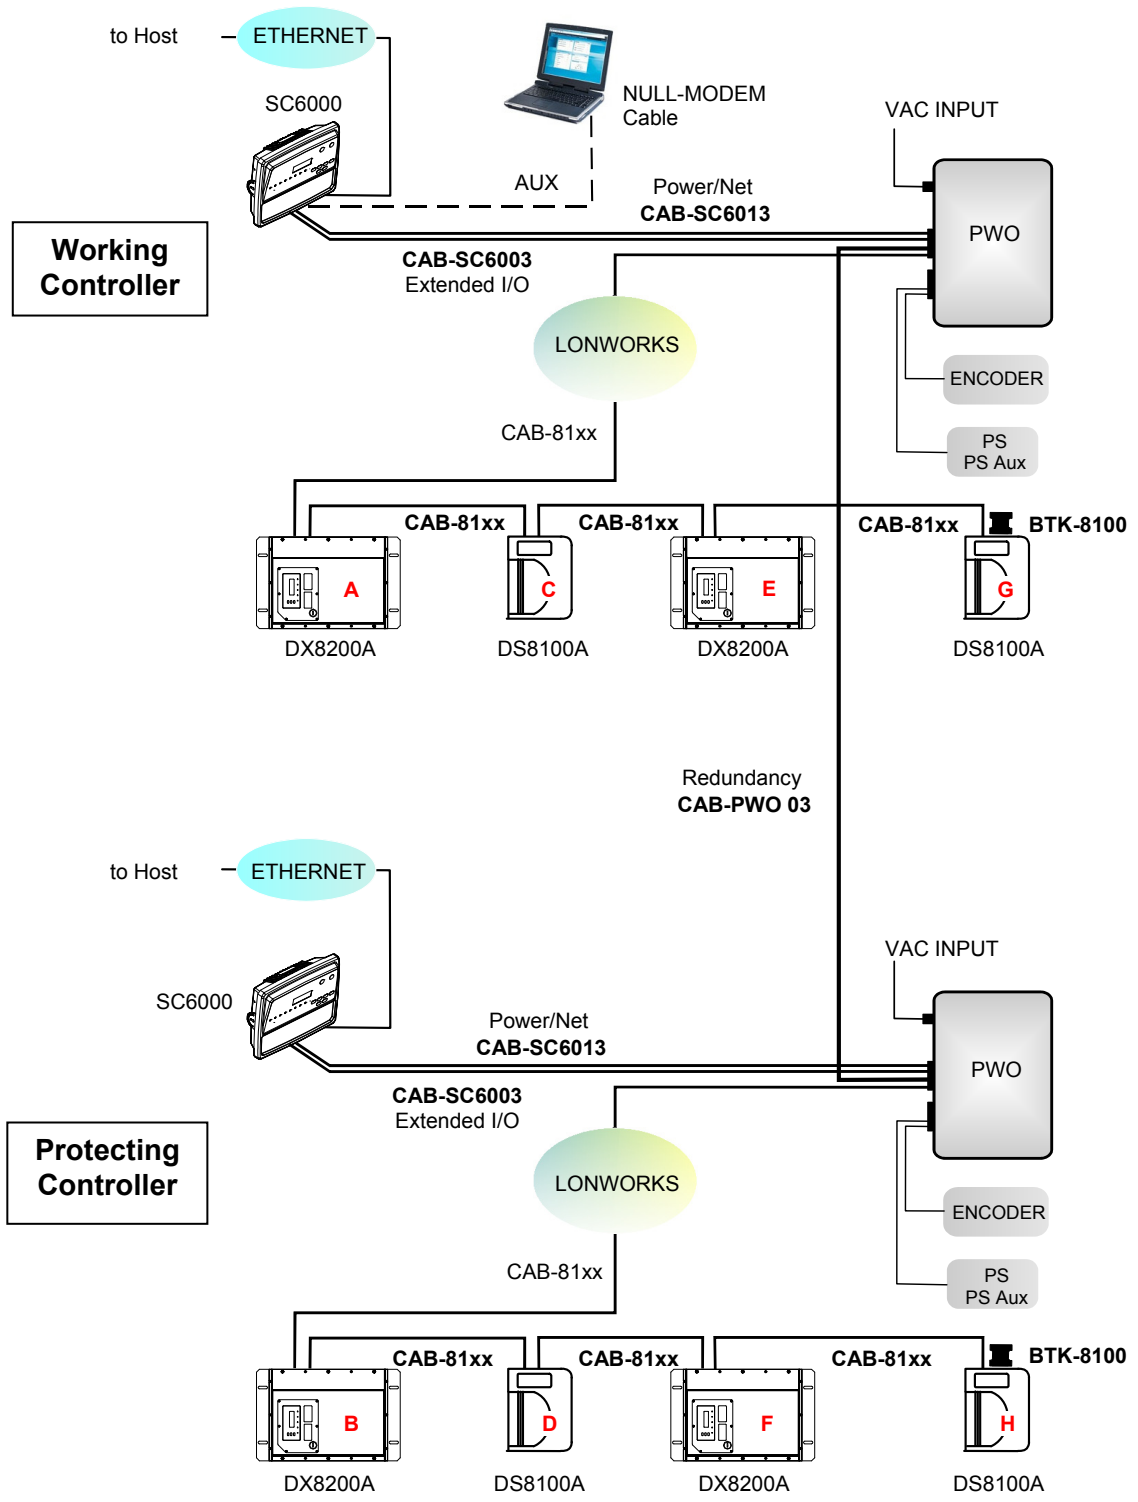 to Host
ETHERNET
SC6000
NULL-MODEM
Cable
VAC INPUT
AUX
Power/Net
CAB-SC6013
PWO
Working
Controller
CAB-SC6003
Extended I/O
LONWORKS
ENCODER
CAB-81xx
PS
PS Aux
CAB-81xx
CAB-81xx
CAB-81xx
BTK-8100
A
C
E
G
DX8200A
DS8100A
DX8200A
DS8100A
Redundancy
CAB-PWO 03
to Host
ETHERNET
VAC INPUT
SC6000
Power/Net
CAB-SC6013
PWO
CAB-SC6003
Extended I/O
Protecting
Controller
LONWORKS
ENCODER
CAB-81xx
PS
PS Aux
CAB-81xx
CAB-81xx
CAB-81xx
BTK-8100
B
D
F
H
DX8200A
DS8100A
DX8200A
DS8100A